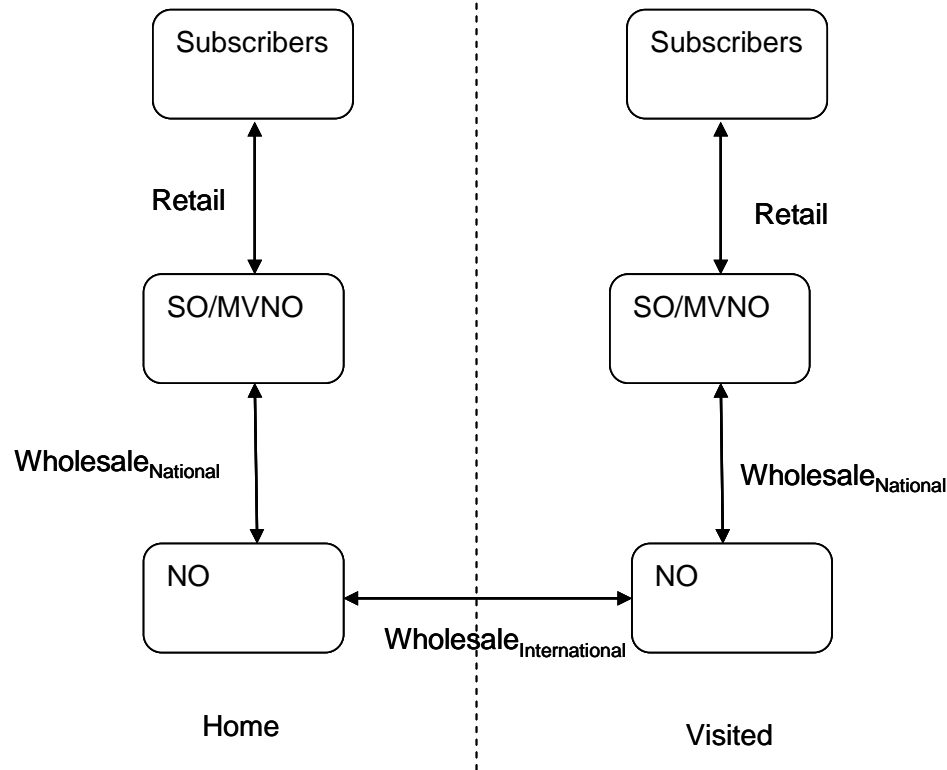 Subscribers
Subscribers
Retail
Retail
SO/MVNO
SO/MVNO
WholesaleNational
WholesaleNational
NO
NO
WholesaleInternational
Home
Visited